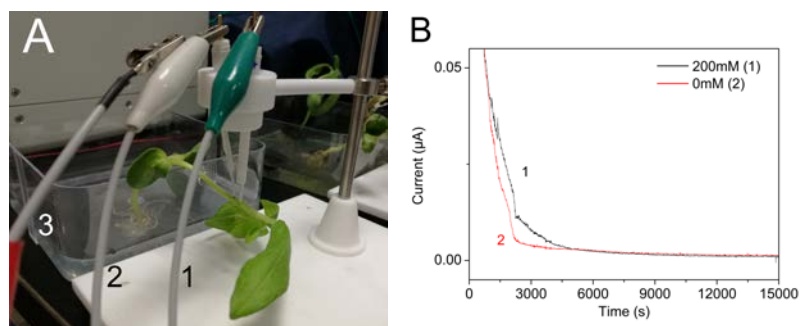 A
3
2
1
B
0.05
200mM (1)
0mM (2)
Current (μA)
1
2
0.00
0
3000
6000
9000
12000
15000
Time (s)